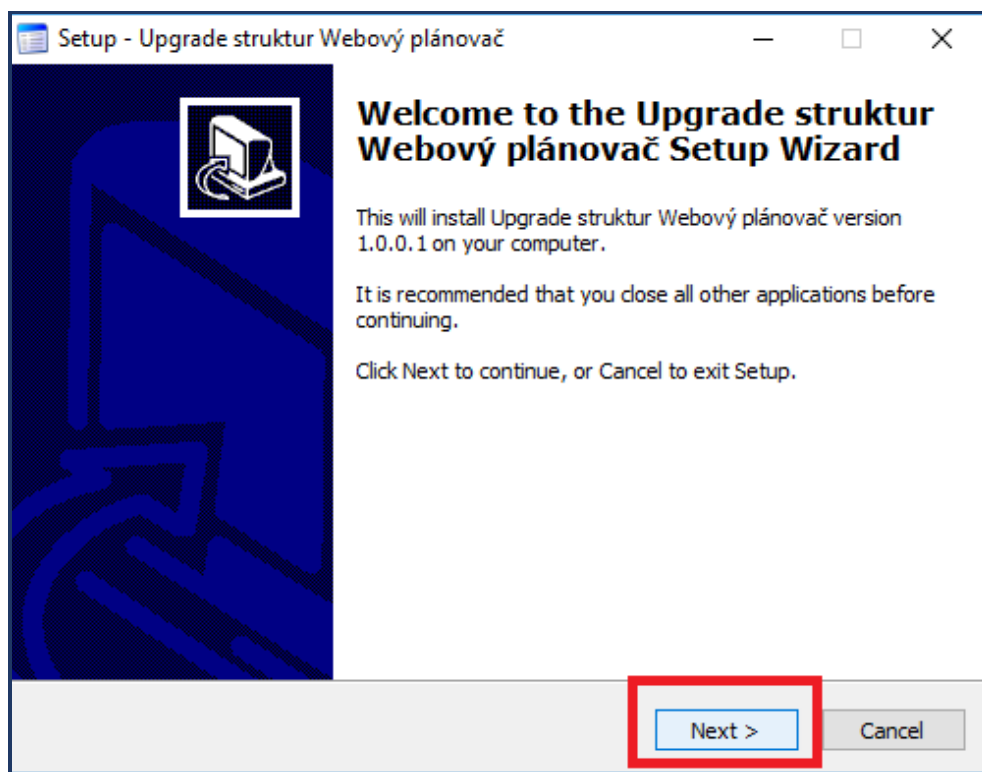 Setup - Upgrade struktur Webový plánovač
Welcome to the Upgrade struktur
Webový plánovač Setup Wizard
This will install Upgrade struktur Webový plánovač version
1.0.0.1 on your computer.
It is recommended that you close all other applications before
continuing.
Click Next to continue, or Cancel to exit Setup.
Next >
Cancel